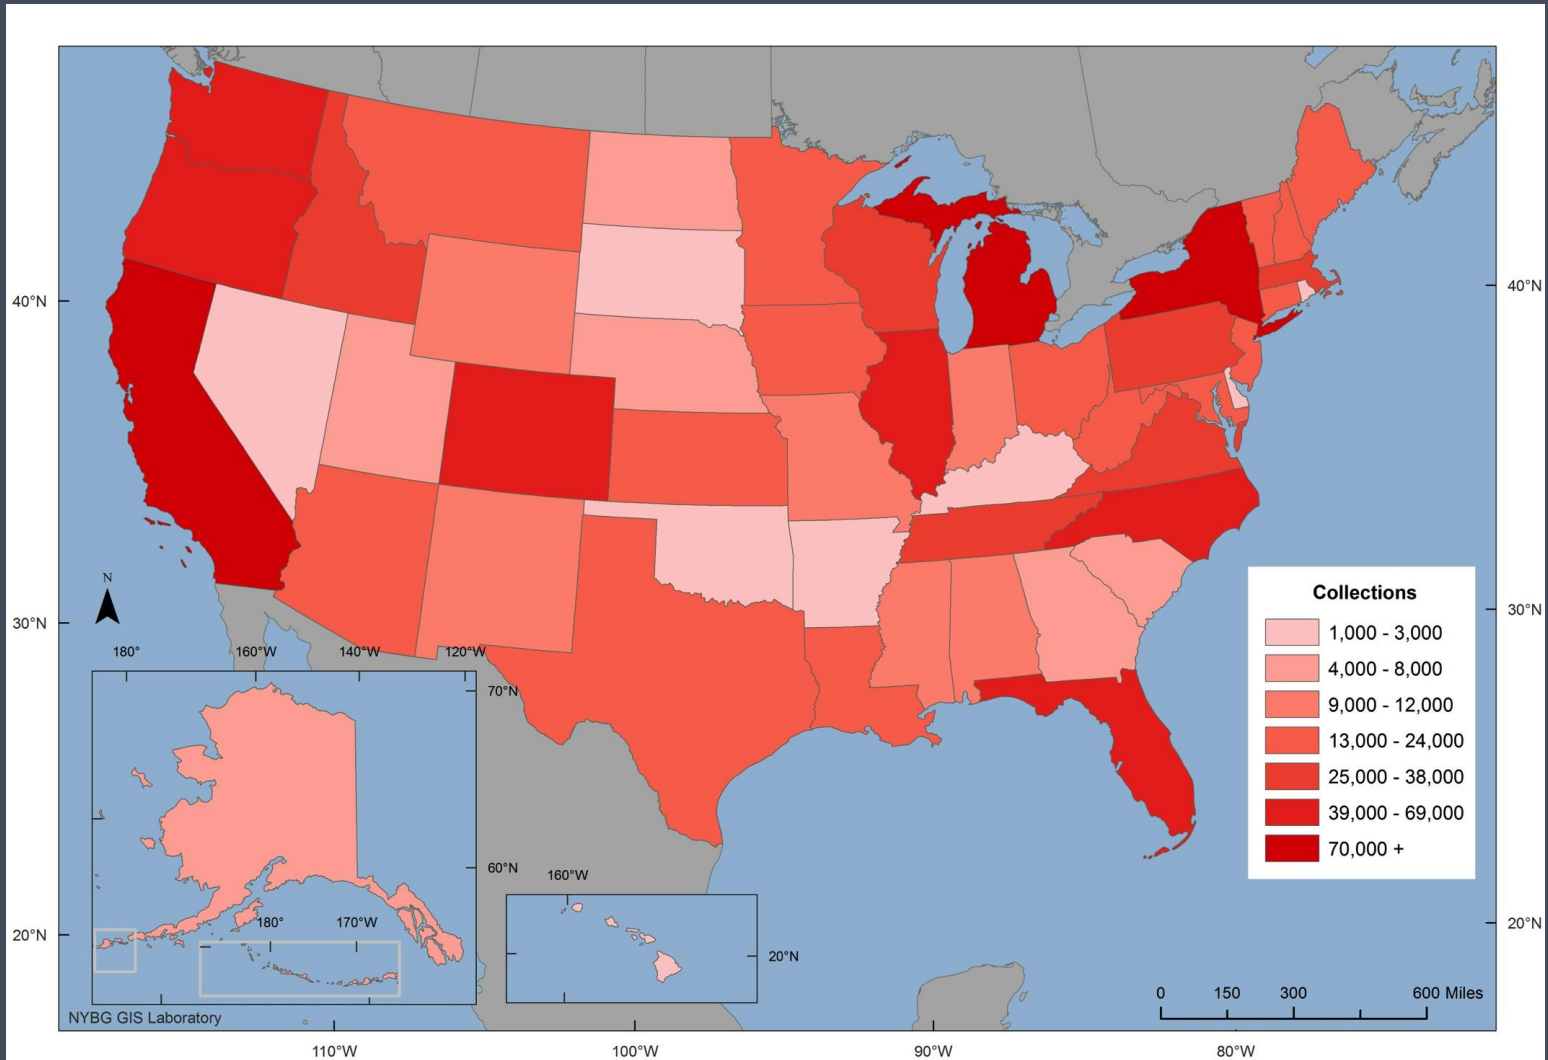 40°N
40°N
N
Collections
1,000 - 3,000
4,000 - 8,000
9,000 - 12,000
13,000 - 24,000
25,000 - 38,000
39,000 - 69,000
70,000 +
30°N
30°N
180°
160°W
140°W
120°W
70°N
60°N
160°W
180°
170°W
20°N
20°N
20°N
0
150
300
600 Miles
NYBG GIS Laboratory
110°W
100°W
90°W
80°W